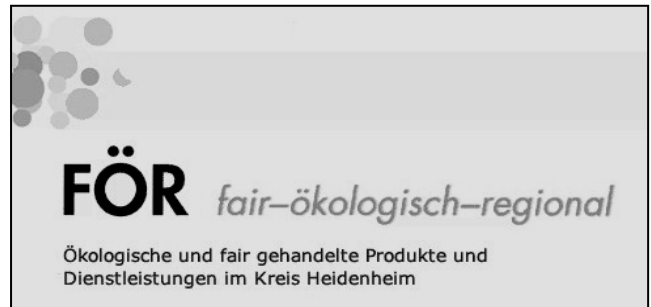 FÖR fair–ökologisch–regional
Ökologische und fair gehandelte Produkte und
Dienstleistungen im Kreis Heidenheim